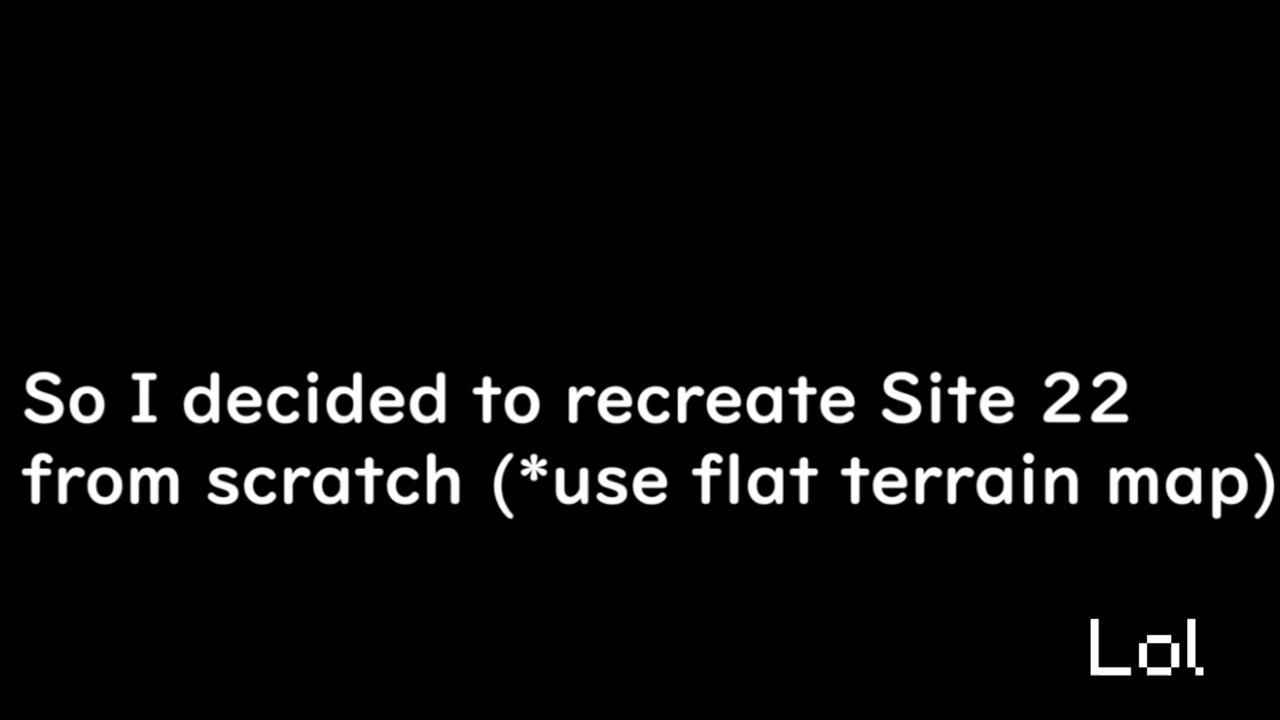 So I decided to recreate Site 22
from scratch (*use flat terrain map)
Lol